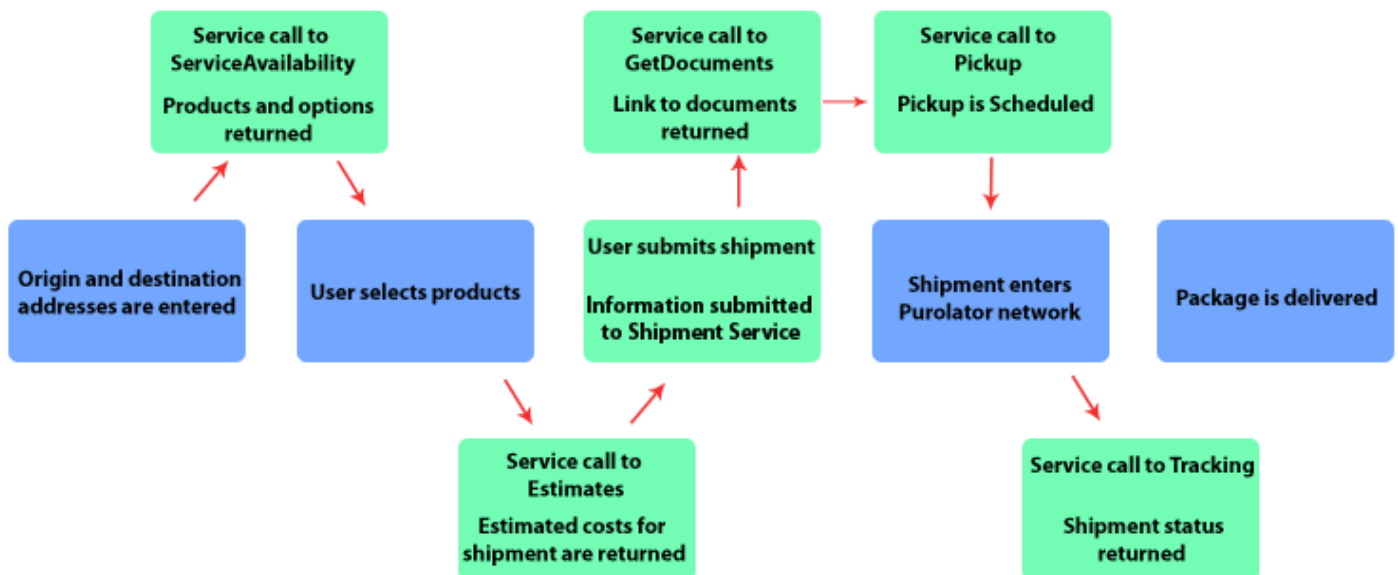 Service call to
ServiceAvailability
Products and options
returned
Service call to
GetDocuments
Link to documents
returned
Service call to
Pickup
Pickup is Scheduled
Origin and destination
addresses are entered
User selects products
User submits shipment
Information submitted
to Shipment Service
Shipment enters
Purolator network
Package is delivered
Service call to
Estimates
Estimated costs for
shipment are returned
Service call to Tracking
Shipment status
returned